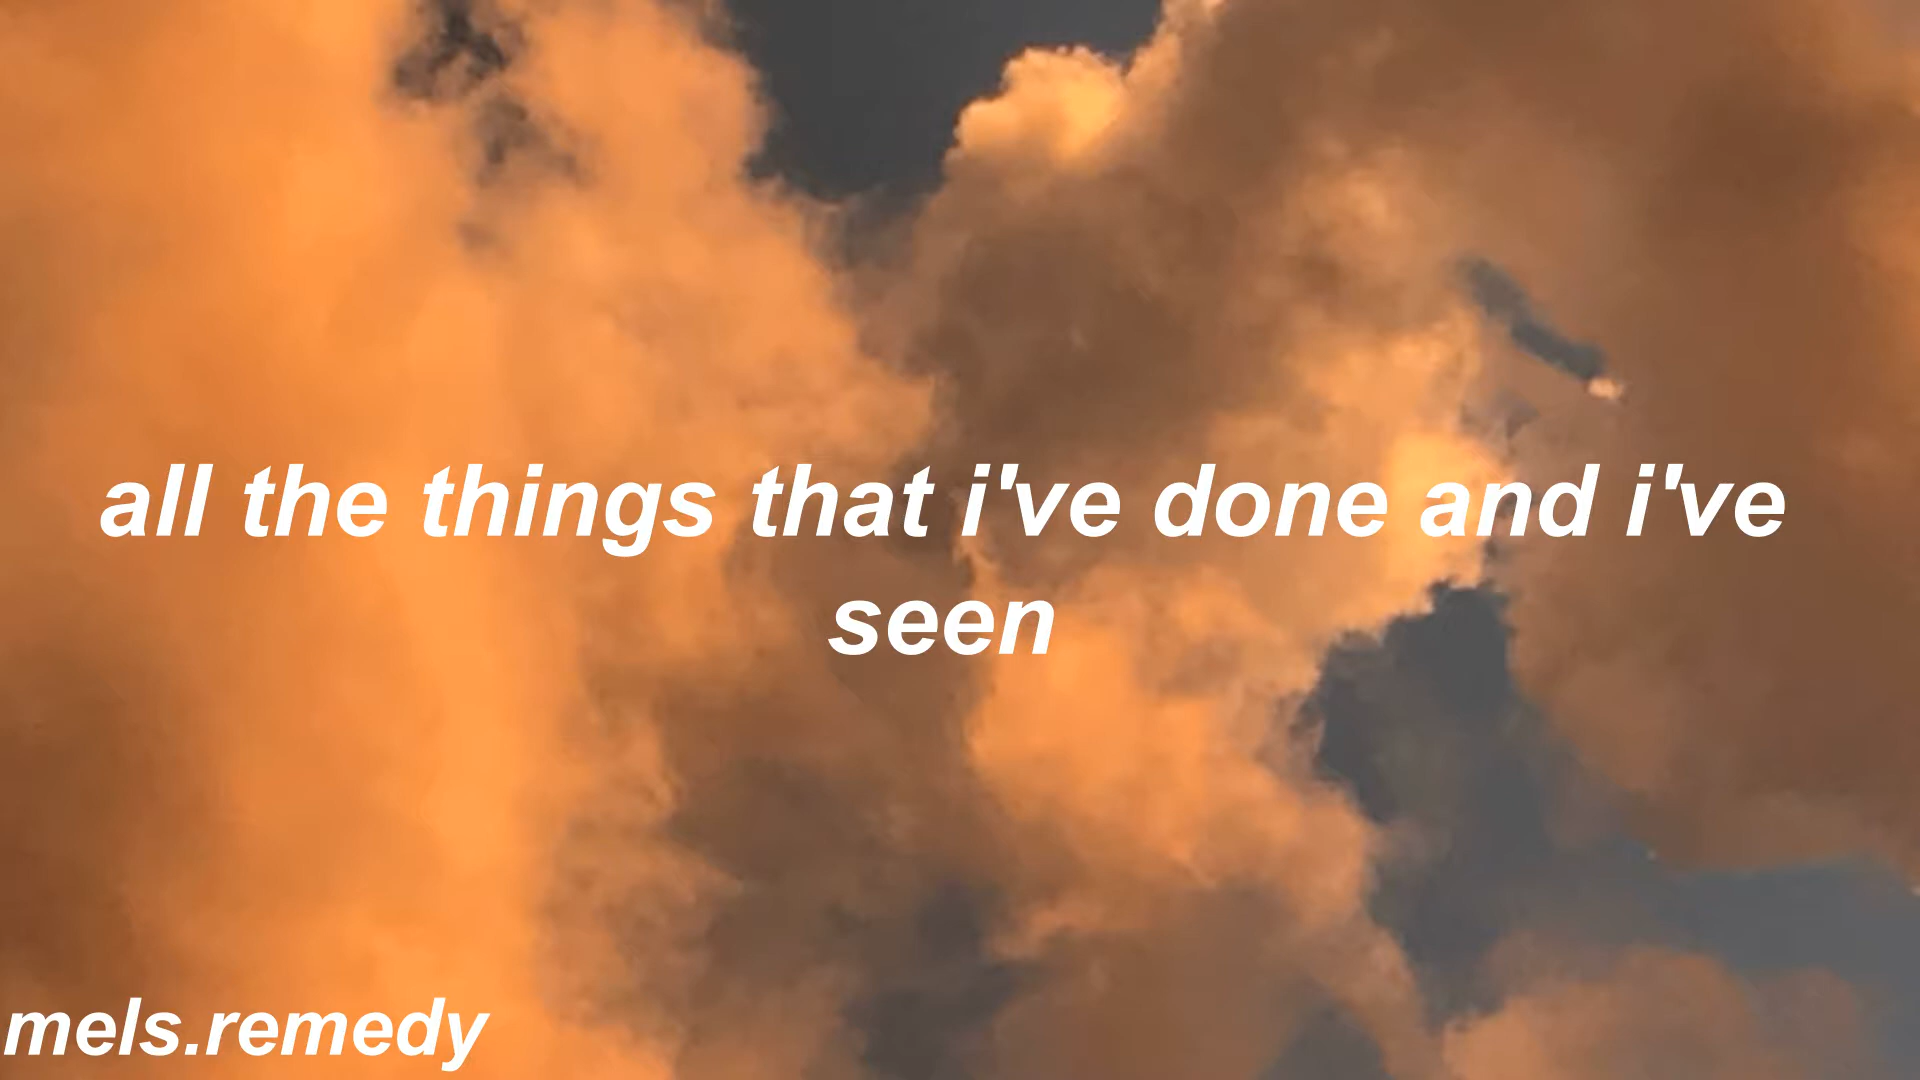 all the things that i've done and i've
seen
mels.remedy